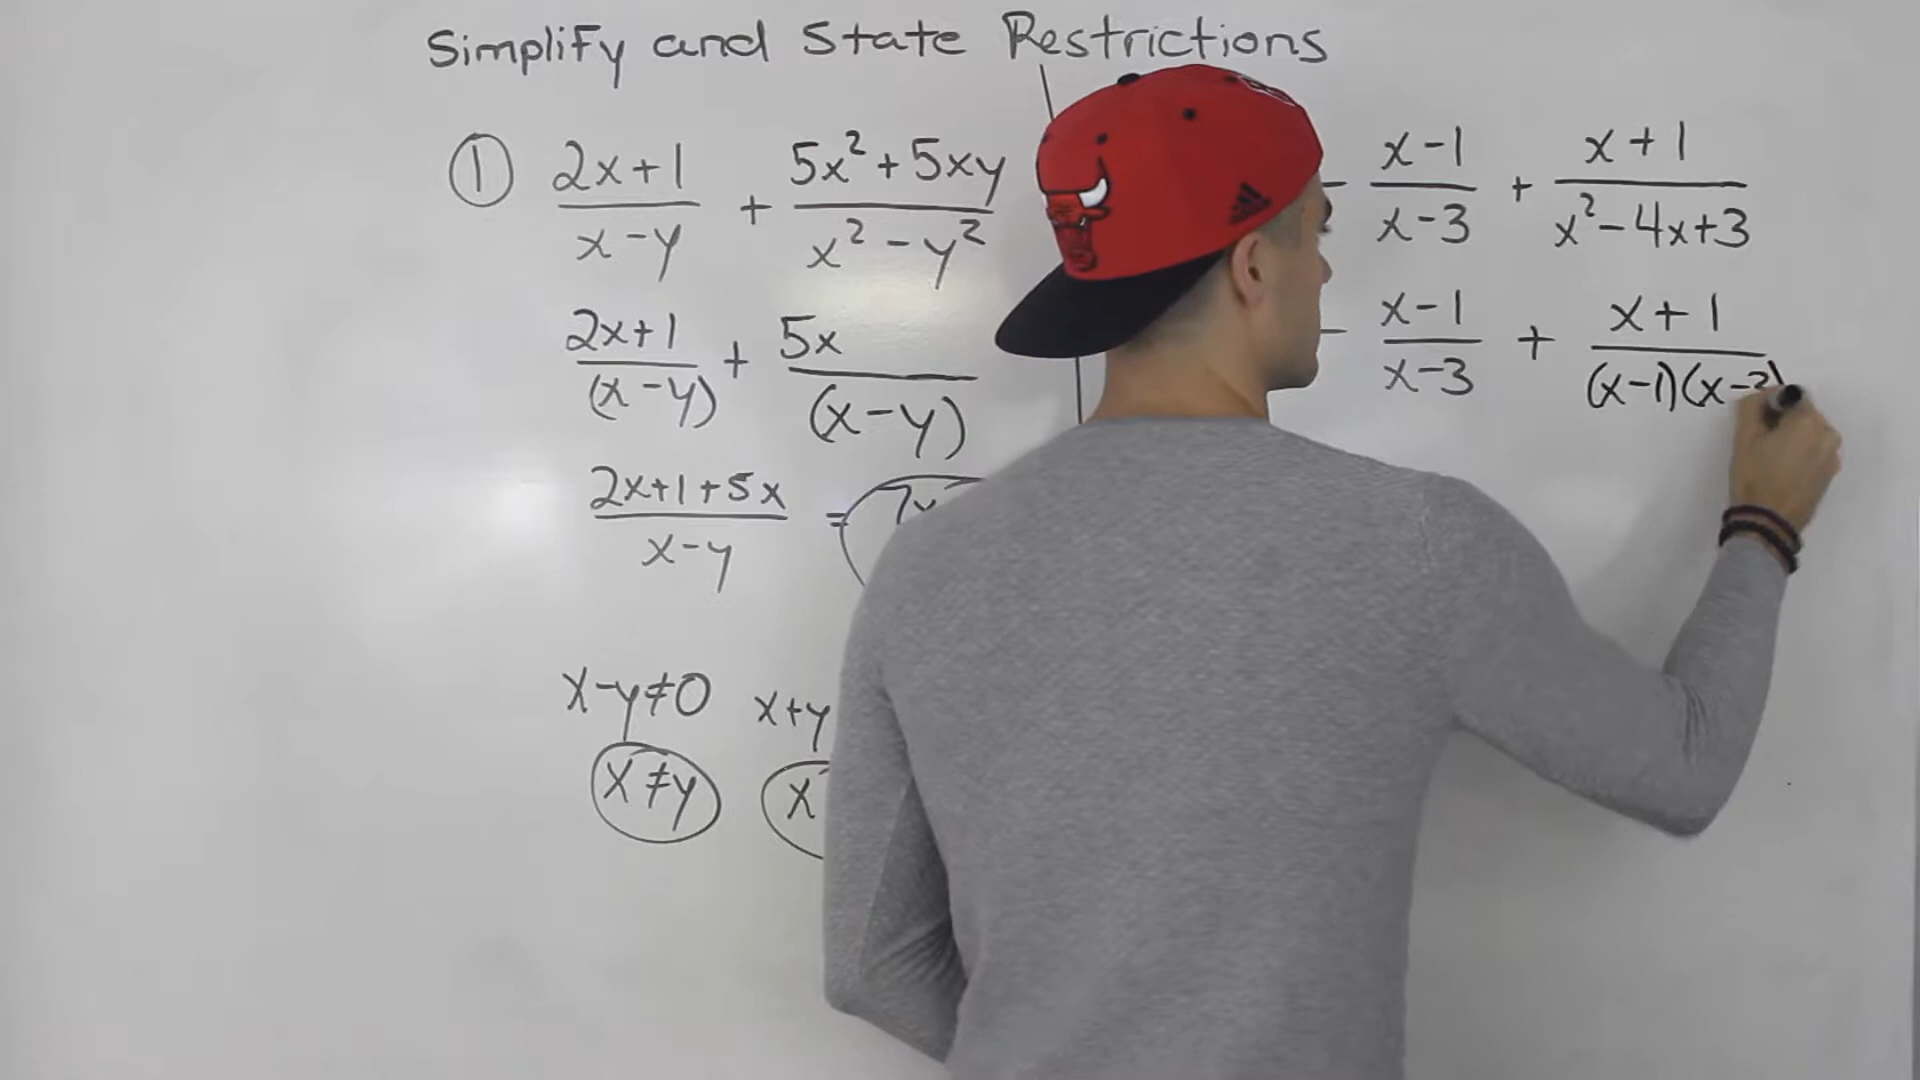 Simplify and State Restrictions
① (2x+1)/(x-y) + (5x²+5xy)/(x²-y²)
(2x+1)/(x-y) + 5x/(x-y)
(2x+1+5x)/(x-y) =
x-y≠0 x+y
x≠y x
- (x-1)/(x-3) + (x+1)/(x²-4x+3)
- (x-1)/(x-3) + (x+1)/((x-1)(x-3)